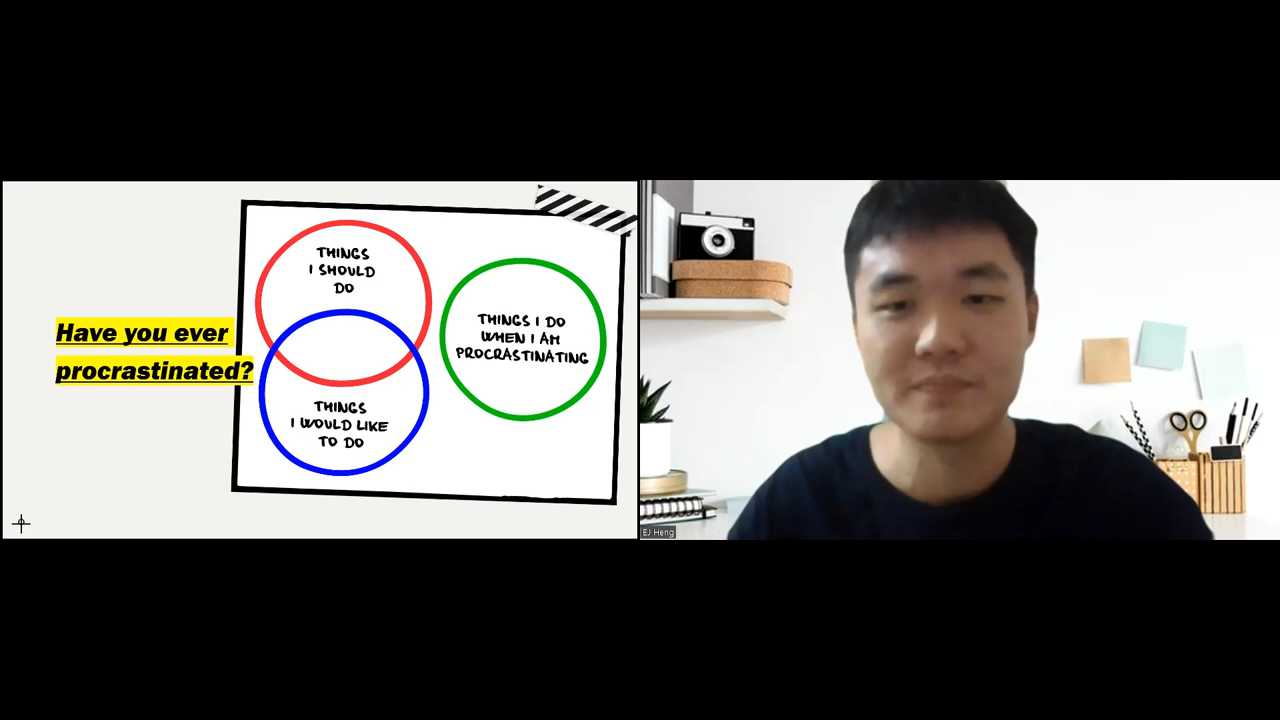 Have you ever
procrastinated?
THINGS
I SHOULD
DO
THINGS
I WOULD LIKE
TO DO
THINGS I DO
WHEN I AM
PROCRASTINATING
EJ Heng